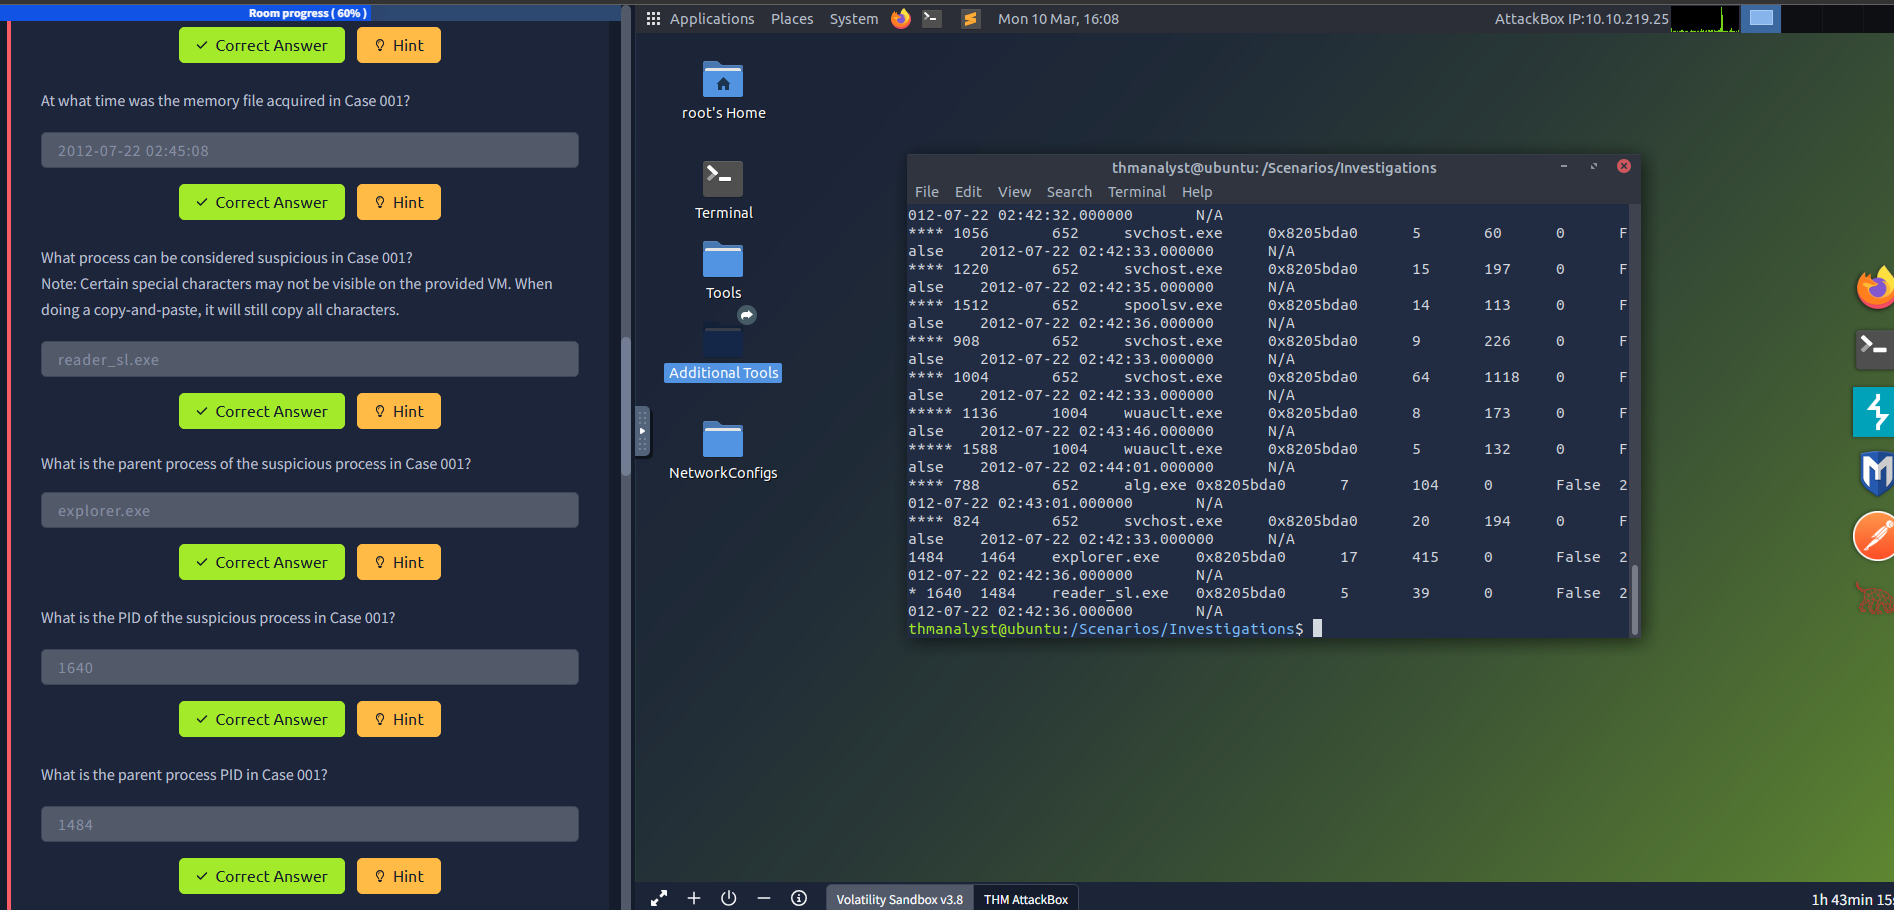 Room progress ( 60% )
Correct Answer
Hint
At what time was the memory file acquired in Case 001?
2012-07-22 02:45:08
Correct Answer
Hint
What process can be considered suspicious in Case 001?
Note: Certain special characters may not be visible on the provided VM. When
doing a copy-and-paste, it will still copy all characters.
reader_sl.exe
Correct Answer
Hint
What is the parent process of the suspicious process in Case 001?
explorer.exe
Correct Answer
Hint
What is the PID of the suspicious process in Case 001?
1640
Correct Answer
Hint
What is the parent process PID in Case 001?
1484
Correct Answer
Hint
Applications Places System Mon 10 Mar, 16:08 AttackBox IP:10.10.219.25
root's Home
Terminal
Tools
Additional Tools
NetworkConfigs
thmanalyst@ubuntu: /Scenarios/Investigations
File Edit View Search Terminal Help
012-07-22 02:42:32.000000 N/A
**** 1056 652 svchost.exe 0x8205bda0 5 60 0 F
alse 2012-07-22 02:42:33.000000 N/A
**** 1220 652 svchost.exe 0x8205bda0 15 197 0 F
alse 2012-07-22 02:42:35.000000 N/A
**** 1512 652 spoolsv.exe 0x8205bda0 14 113 0 F
alse 2012-07-22 02:42:36.000000 N/A
**** 908 652 svchost.exe 0x8205bda0 9 226 0 F
alse 2012-07-22 02:42:33.000000 N/A
**** 1004 652 svchost.exe 0x8205bda0 64 1118 0 F
alse 2012-07-22 02:42:33.000000 N/A
***** 1136 1004 wuauclt.exe 0x8205bda0 8 173 0 F
alse 2012-07-22 02:43:46.000000 N/A
***** 1588 1004 wuauclt.exe 0x8205bda0 5 132 0 F
alse 2012-07-22 02:44:01.000000 N/A
**** 788 652 alg.exe 0x8205bda0 7 104 0 False 2
012-07-22 02:43:01.000000 N/A
**** 824 652 svchost.exe 0x8205bda0 20 194 0 F
alse 2012-07-22 02:42:33.000000 N/A
1484 1464 explorer.exe 0x8205bda0 17 415 0 False 2
012-07-22 02:42:36.000000 N/A
* 1640 1484 reader_sl.exe 0x8205bda0 5 39 0 False 2
012-07-22 02:42:36.000000 N/A
thmanalyst@ubuntu:/Scenarios/Investigations$
Volatility Sandbox v3.8
THM AttackBox
1h 43min 15s